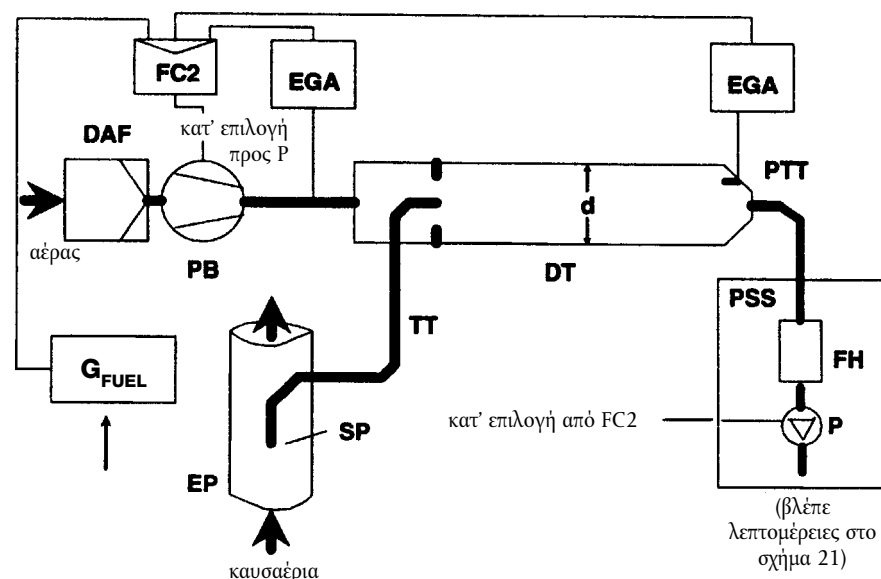 FC2
EGA
EGA
DAF
κατ' επιλογή
προς P
PTT
d
αέρας
PB
DT
PSS
TT
G FUEL
FH
SP
κατ' επιλογή από FC2
P
EP
(βλέπε
λεπτομέρειες στο
σχήμα 21)
καυσαέρια